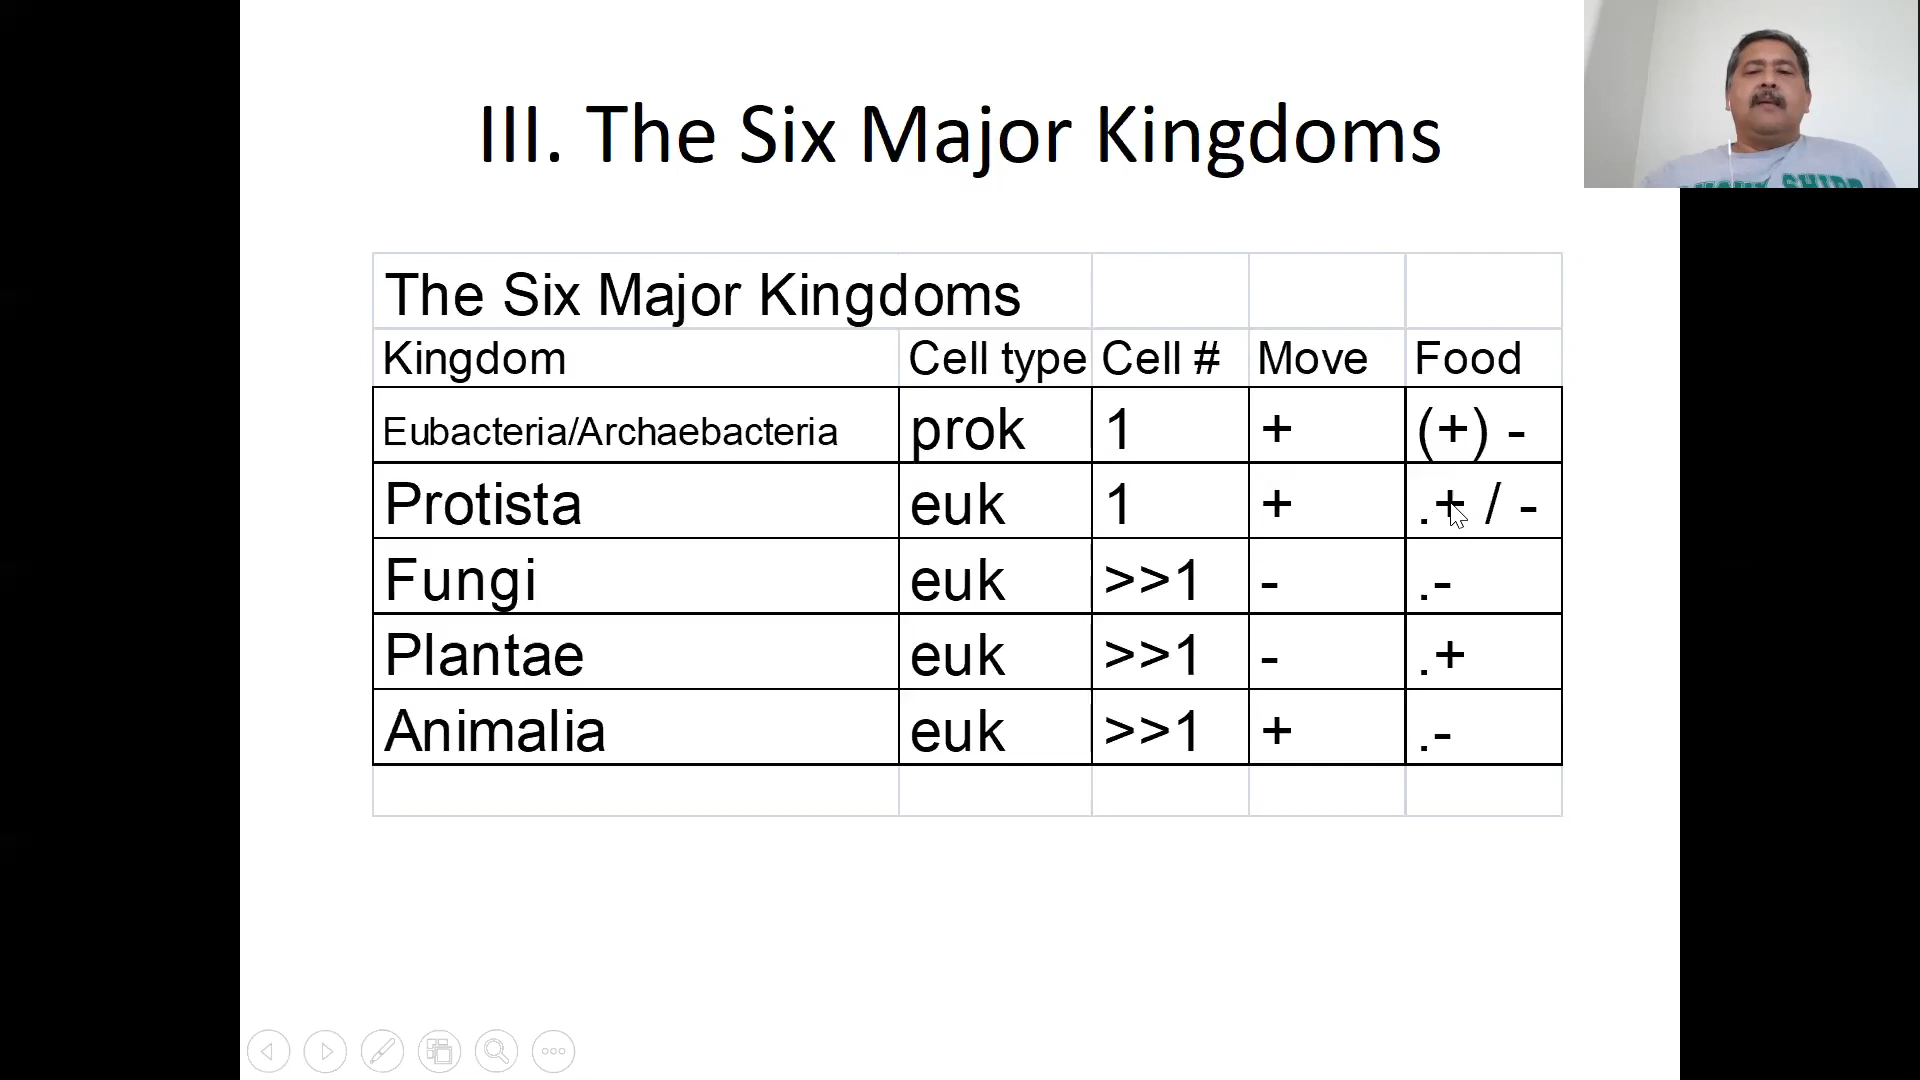 III. The Six Major Kingdoms
The Six Major Kingdoms
Kingdom Cell type Cell # Move Food
Eubacteria/Archaebacteria prok 1 + (+) -
Protista euk 1 + .+ / -
Fungi euk >>1 - .-
Plantae euk >>1 - .+
Animalia euk >>1 + .-